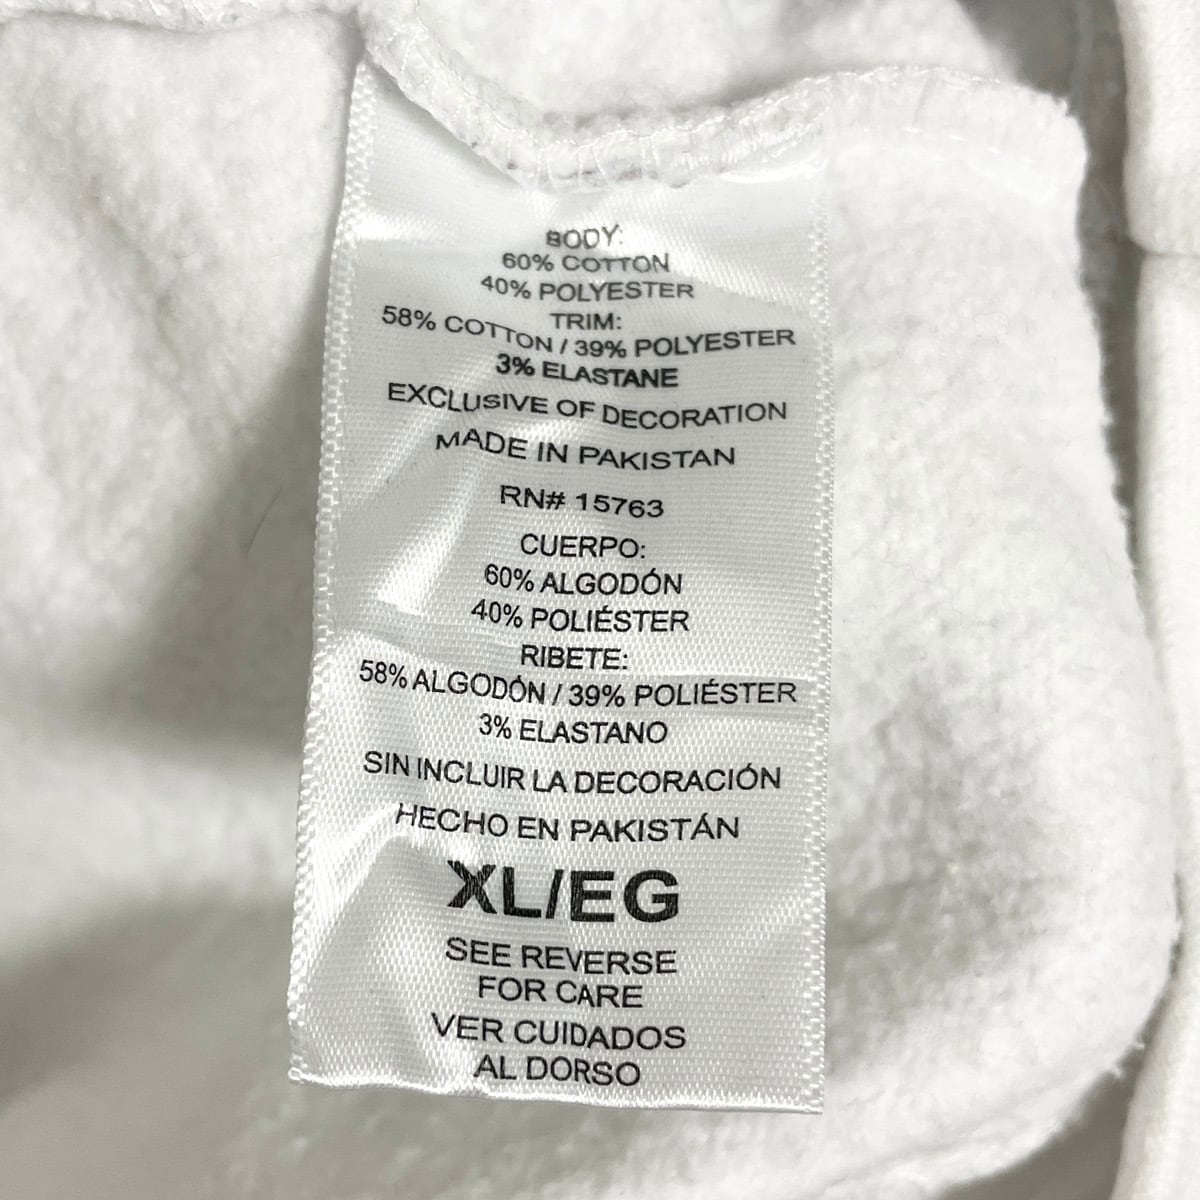 BODY:
60% COTTON
40% POLYESTER
TRIM:
58% COTTON / 39% POLYESTER
3% ELASTANE
EXCLUSIVE OF DECORATION
MADE IN PAKISTAN
RN# 15763
CUERPO:
60% ALGODÓN
40% POLIÉSTER
RIBETE:
58% ALGODÓN / 39% POLIÉSTER
3% ELASTANO
SIN INCLUIR LA DECORACIÓN
HECHO EN PAKISTÁN
XL/EG
SEE REVERSE
FOR CARE
VER CUIDADOS
AL DORSO